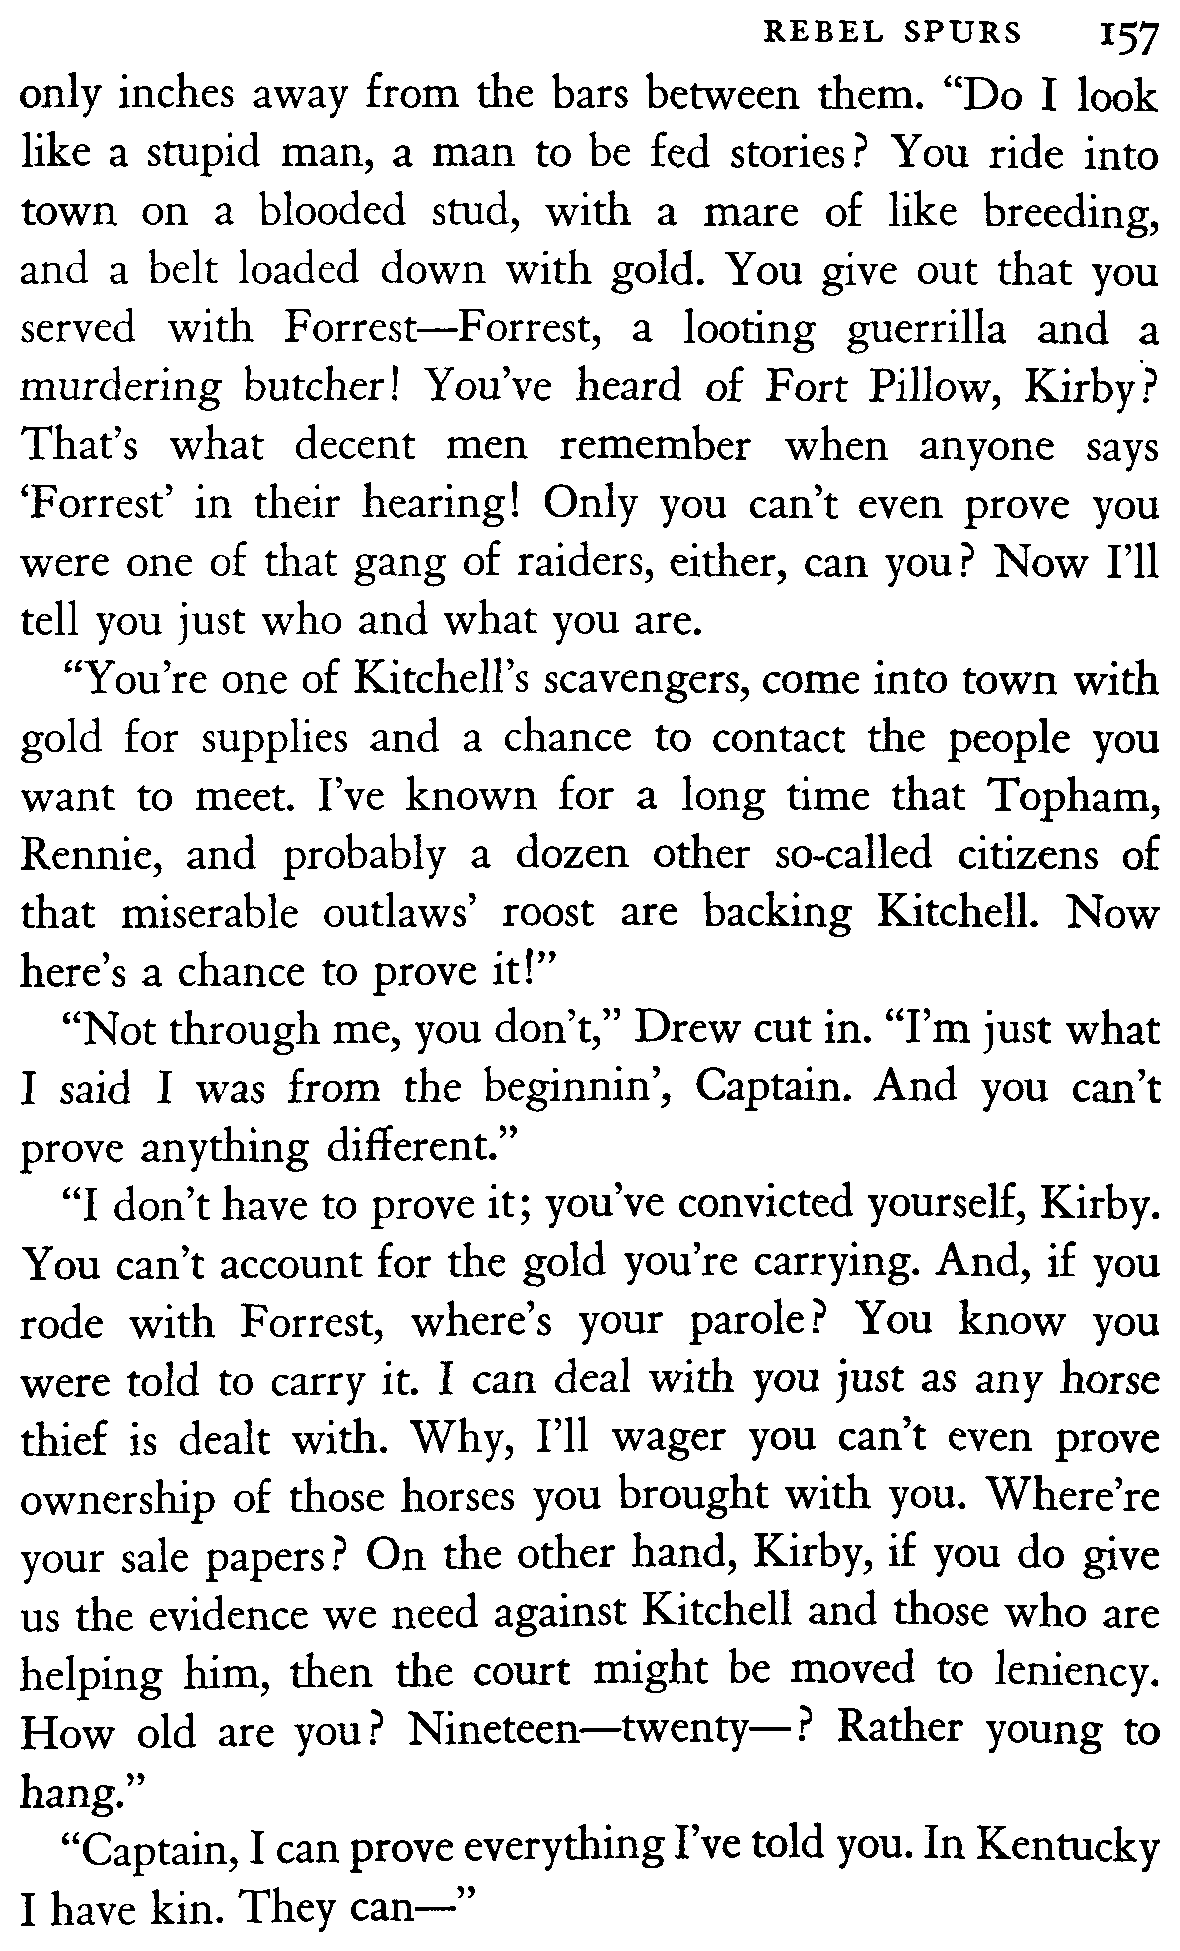 REBEL SPURS 157
only inches away from the bars between them. “Do I look
like a stupid man, a man to be fed stories? You ride into
town on a blooded stud, with a mare of like breeding,
and a belt loaded down with gold. You give out that you
served with Forrest—Forrest, a looting guerrilla and a
murdering butcher! You’ve heard of Fort Pillow, Kirby?
That’s what decent men remember when anyone says
‘Forrest’ in their hearing! Only you can’t even prove you
were one of that gang of raiders, either, can you? Now I’ll
tell you just who and what you are.
“You’re one of Kitchell’s scavengers, come into town with
gold for supplies and a chance to contact the people you
want to meet. I’ve known for a long time that Topham,
Rennie, and probably a dozen other so-called citizens of
that miserable outlaws’ roost are backing Kitchell. Now
here’s a chance to prove it!”
“Not through me, you don’t,” Drew cut in. “I’m just what
I said I was from the beginnin’, Captain. And you can’t
prove anything different.”
“I don’t have to prove it; you’ve convicted yourself, Kirby.
You can’t account for the gold you’re carrying. And, if you
rode with Forrest, where’s your parole? You know you
were told to carry it. I can deal with you just as any horse
thief is dealt with. Why, I’ll wager you can’t even prove
ownership of those horses you brought with you. Where’re
your sale papers? On the other hand, Kirby, if you do give
us the evidence we need against Kitchell and those who are
helping him, then the court might be moved to leniency.
How old are you? Nineteen—twenty—? Rather young to
hang.”
“Captain, I can prove everything I’ve told you. In Kentucky
I have kin. They can—”